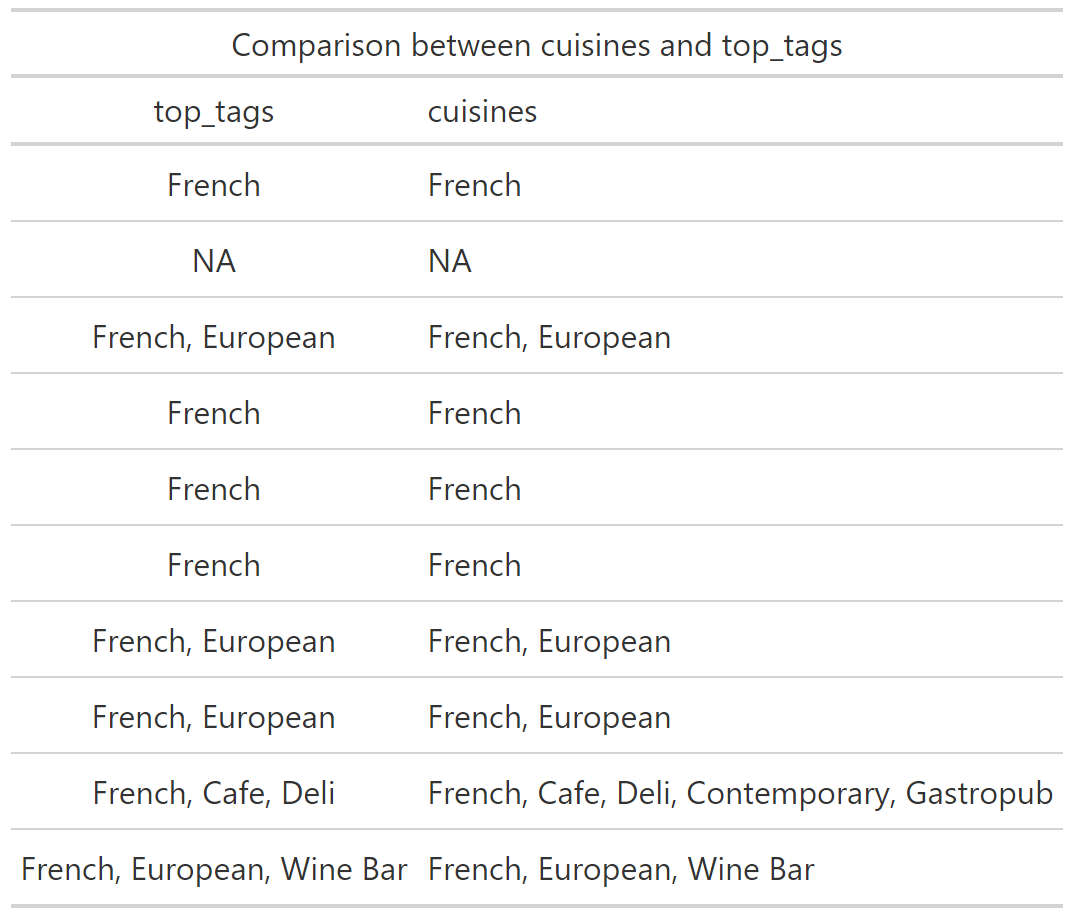 Comparison between cuisines and top_tags
top_tags cuisines
French French
NA NA
French, European French, European
French French
French French
French French
French, European French, European
French, European French, European
French, Cafe, Deli French, Cafe, Deli, Contemporary, Gastropub
French, European, Wine Bar French, European, Wine Bar